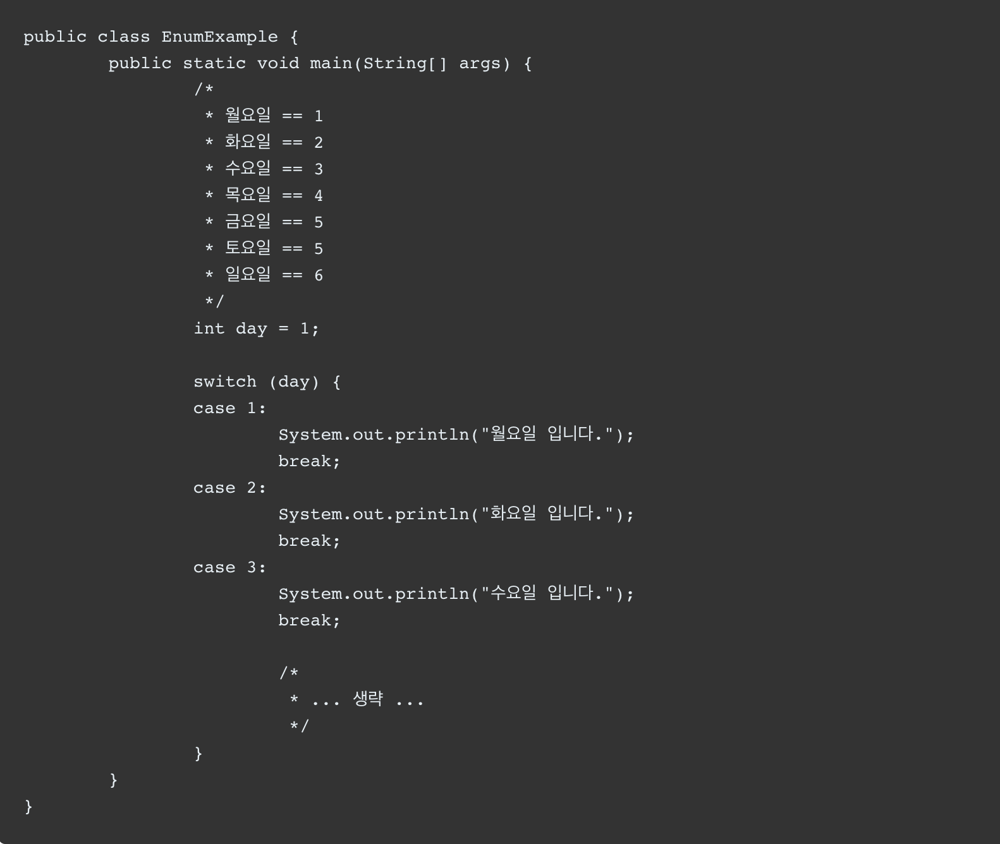 public class EnumExample {
        public static void main(String[] args) {
                /*
                 * 월요일 == 1
                 * 화요일 == 2
                 * 수요일 == 3
                 * 목요일 == 4
                 * 금요일 == 5
                 * 토요일 == 5
                 * 일요일 == 6
                 */
                int day = 1;

                switch (day) {
                case 1:
                        System.out.println("월요일 입니다.");
                        break;
                case 2:
                        System.out.println("화요일 입니다.");
                        break;
                case 3:
                        System.out.println("수요일 입니다.");
                        break;

                        /*
                         * ... 생략 ...
                         */
                }
        }
}